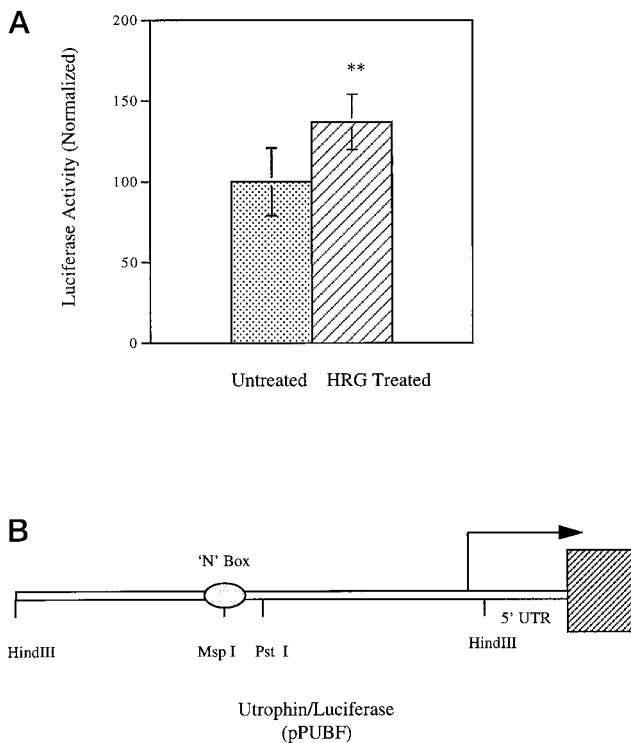 A
Luciferase Activity (Normalized)
200
150
100
50
0
**
Untreated HRG Treated
B
'N' Box
5' UTR
HindIII Msp I Pst I HindIII
Utrophin/Luciferase
(pPUBF)